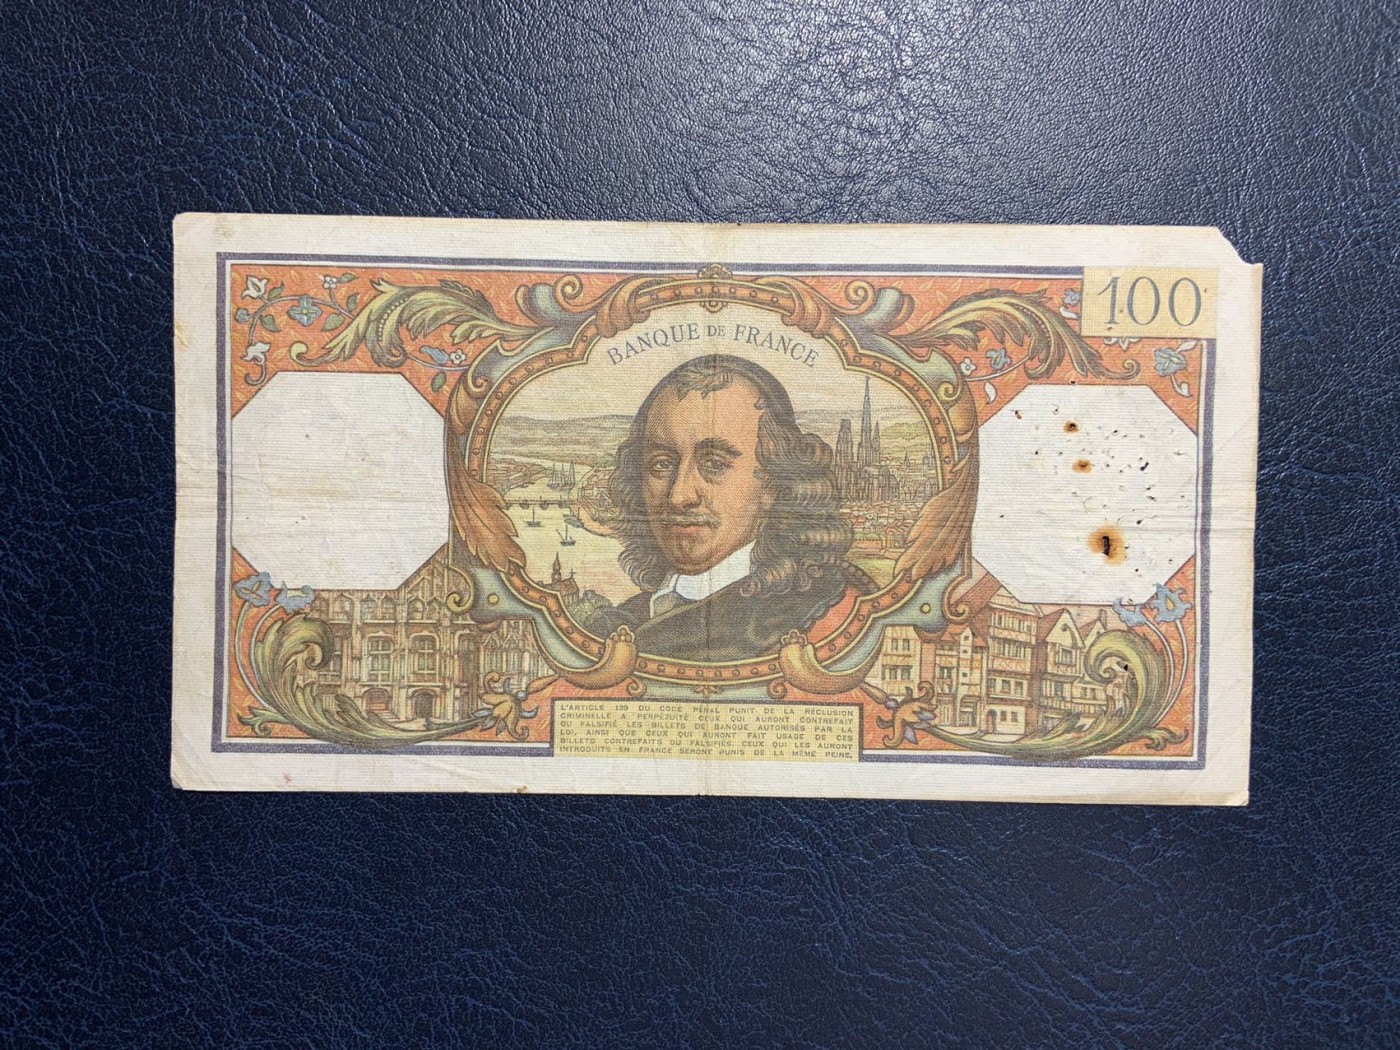 BANQUE DE FRANCE
100
L'ARTICLE 139 DU CODE PÉNAL PUNIT DE LA RÉCLUSION
CRIMINELLE A PERPÉTUITÉ CEUX QUI AURONT CONTREFAIT
OU FALSIFIÉ LES BILLETS DE BANQUE AUTORISÉS PAR LA
LOI, AINSI QUE CEUX QUI AURONT FAIT USAGE DE CES
BILLETS CONTREFAITS OU FALSIFIÉS. CEUX QUI LES AURONT
INTRODUITS EN FRANCE SERONT PUNIS DE LA MÊME PEINE.